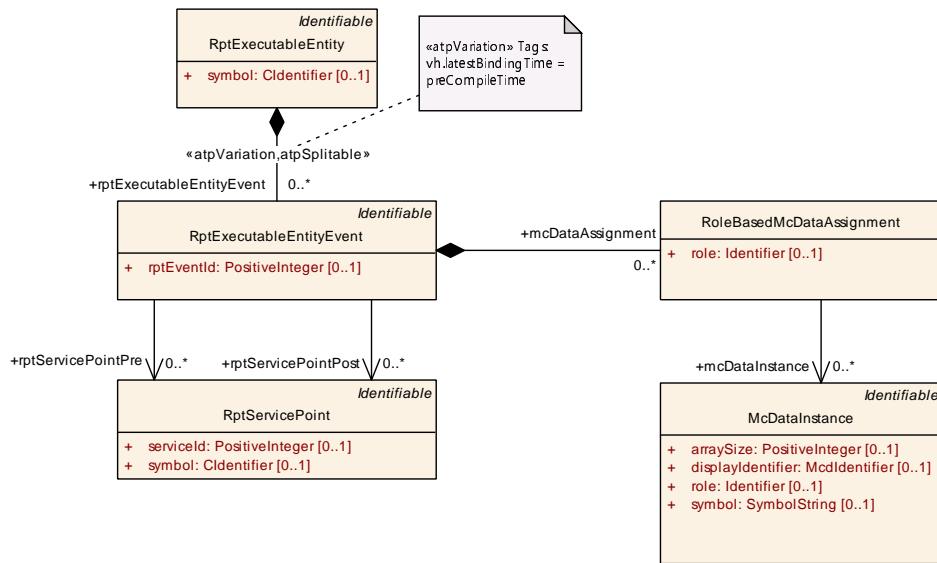 Identifiable
RptExecutableEntity
+ symbol: CIdentifier [0..1]
«atpVariation» Tags:
vh.latestBindingTime =
preCompileTime
«atpVariation,atpSplitable»
+rptExecutableEntityEvent 0..*
Identifiable
RptExecutableEntityEvent
+ rptEventId: PositiveInteger [0..1]
+mcDataAssignment
0..*
RoleBasedMcDataAssignment
+ role: Identifier [0..1]
+rptServicePointPre 0..*
+rptServicePointPost 0..*
+mcDataInstance 0..*
Identifiable
RptServicePoint
+ serviceId: PositiveInteger [0..1]
+ symbol: CIdentifier [0..1]
Identifiable
McDataInstance
+ arraySize: PositiveInteger [0..1]
+ displayIdentifier: McdIdentifier [0..1]
+ role: Identifier [0..1]
+ symbol: SymbolString [0..1]